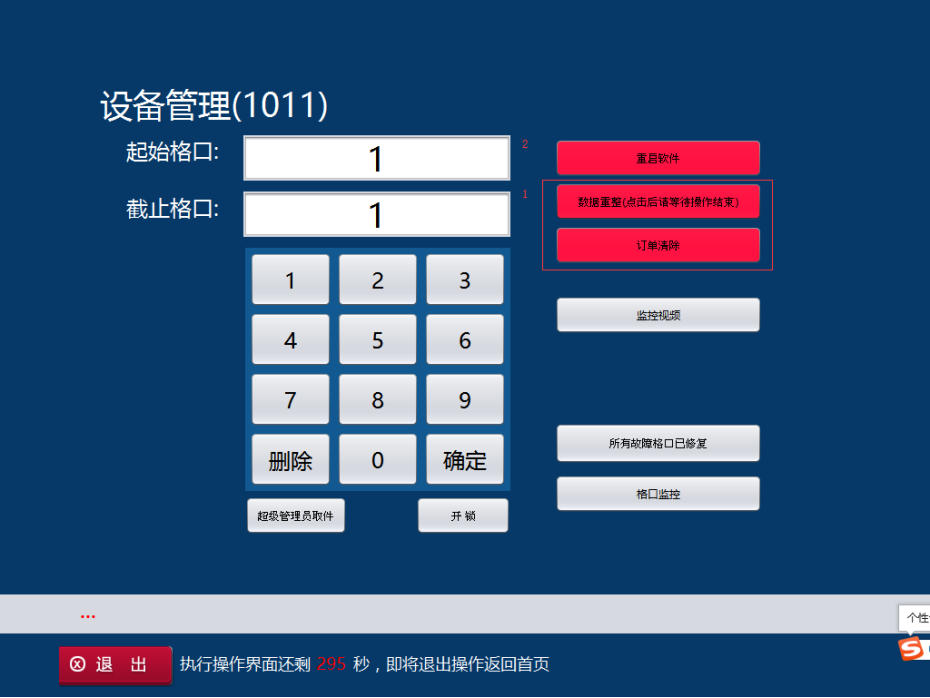 设备管理(1011)
起始格口:
1
2
重启软件
截止格口:
1
1
数据重整(点击后请等待操作结束)
订单清除
1
2
3
监控视频
4
5
6
7
8
9
所有故障格口已修复
删除
0
确定
格口监控
超级管理员取件
开 锁
...
个性
退 出
执行操作界面还剩 295 秒，即将退出操作返回首页
S